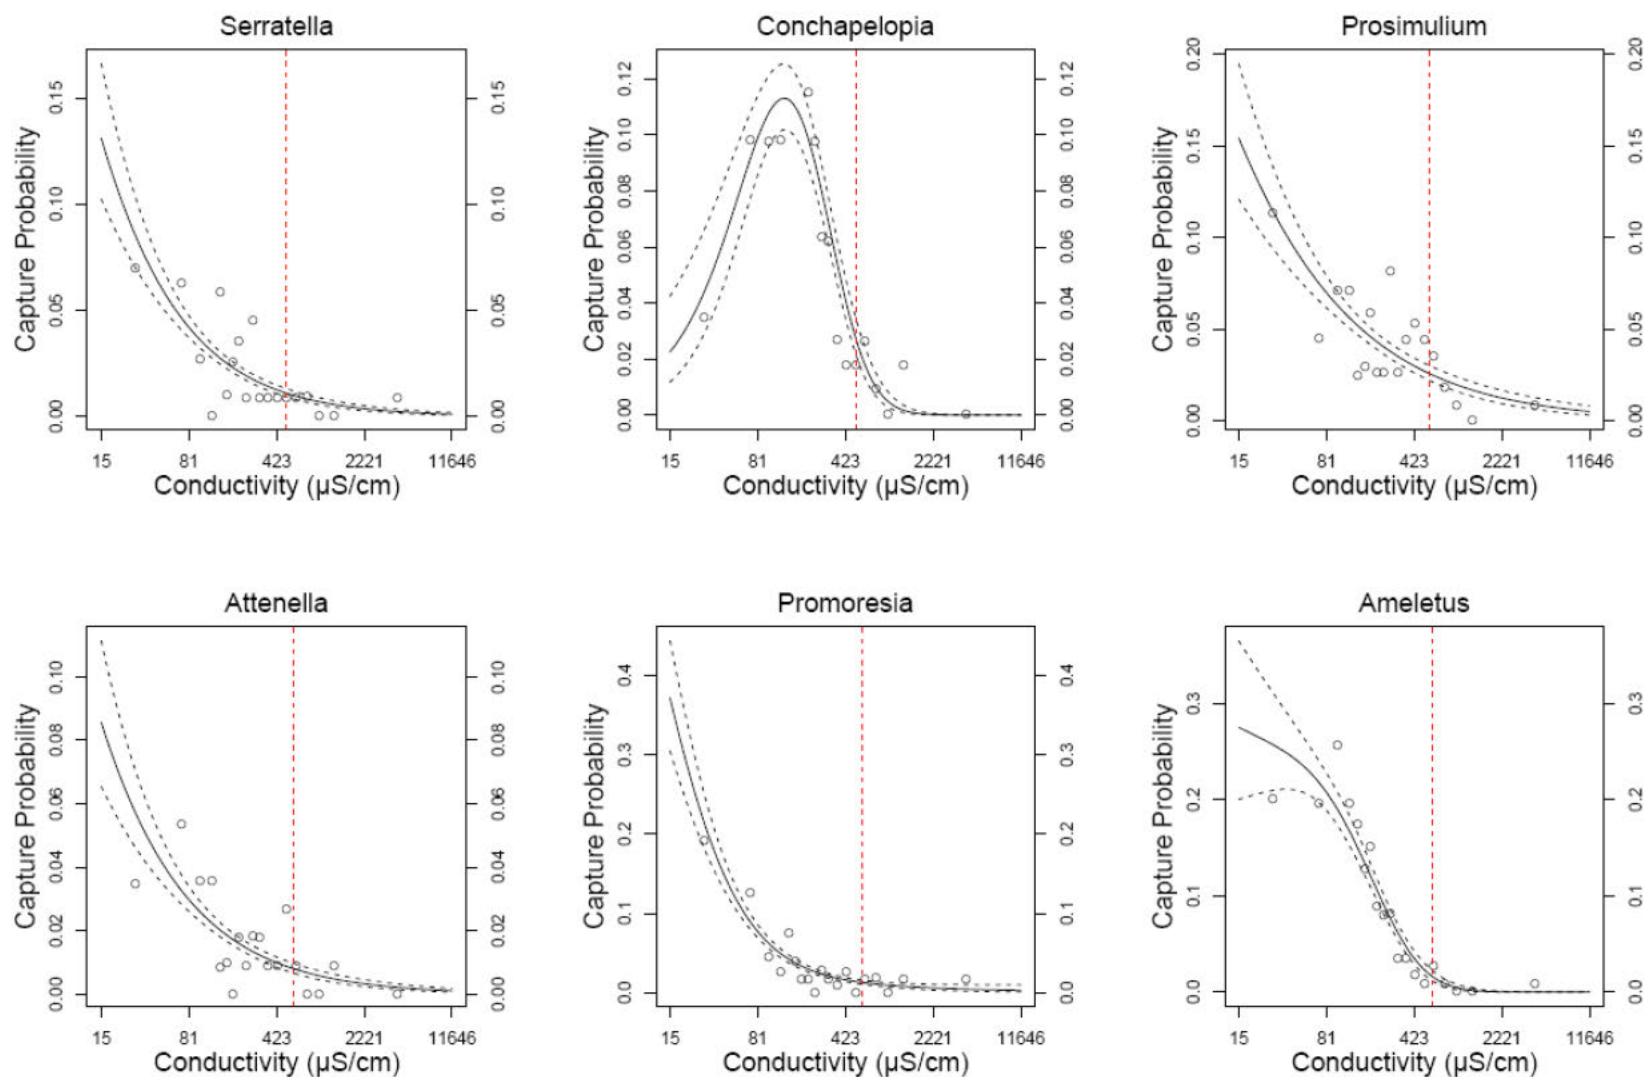 Serratella
Conchapelopia
Prosimulium
Capture Probability
0.00 0.05 0.10 0.15
0.00 0.05 0.10 0.15
15 81 423 2221 11646
Conductivity (µS/cm)
Capture Probability
0.00 0.02 0.04 0.06 0.08 0.10 0.12
0.00 0.02 0.04 0.06 0.08 0.10 0.12
15 81 423 2221 11646
Conductivity (µS/cm)
Capture Probability
0.00 0.05 0.10 0.15 0.20
0.00 0.05 0.10 0.15 0.20
15 81 423 2221 11646
Conductivity (µS/cm)
Attenella
Promoresia
Ameletus
Capture Probability
0.00 0.02 0.04 0.06 0.08 0.10
0.00 0.02 0.04 0.06 0.08 0.10
15 81 423 2221 11646
Conductivity (µS/cm)
Capture Probability
0.0 0.1 0.2 0.3 0.4
0.0 0.1 0.2 0.3 0.4
15 81 423 2221 11646
Conductivity (µS/cm)
Capture Probability
0.0 0.1 0.2 0.3
0.0 0.1 0.2 0.3
15 81 423 2221 11646
Conductivity (µS/cm)